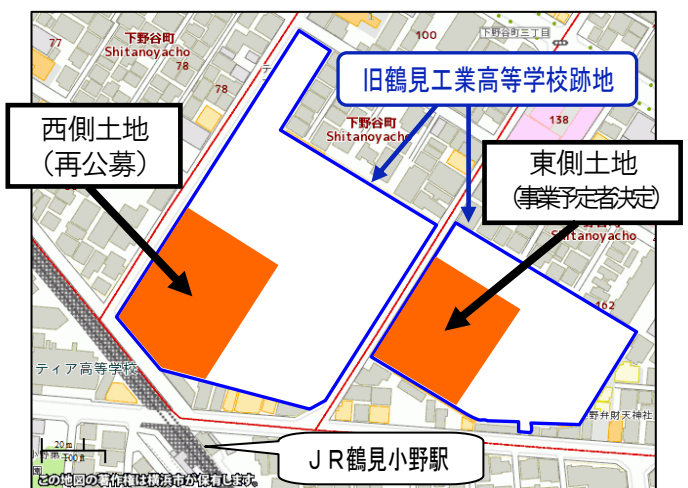 下野谷町
Shitanoyacho
77
78
78
100
下野谷町三丁目
旧鶴見工業高等学校跡地
西側土地
(再公募)
下野谷町
Shitanoyacho
138
東側土地
(事業予定者決定)
Shitanoyacho
162
ティア高等学校
野弁財天神社
20 m
100 ft
JR鶴見小野駅
この地図の著作権は横浜市が保有します。